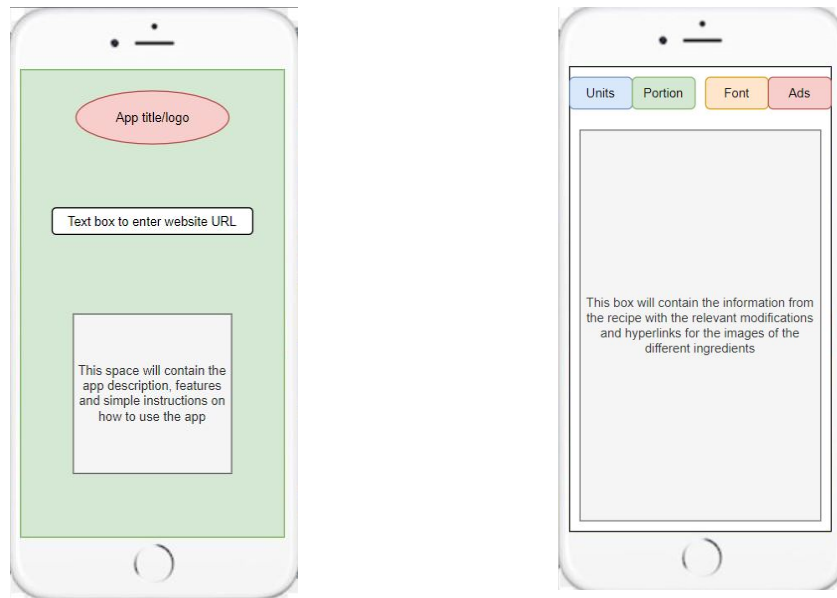 App title/logo
Text box to enter website URL
This space will contain the
app description, features
and simple instructions on
how to use the app
Units
Portion
Font
Ads
This box will contain the information from
the recipe with the relevant modifications
and hyperlinks for the images of the
different ingredients